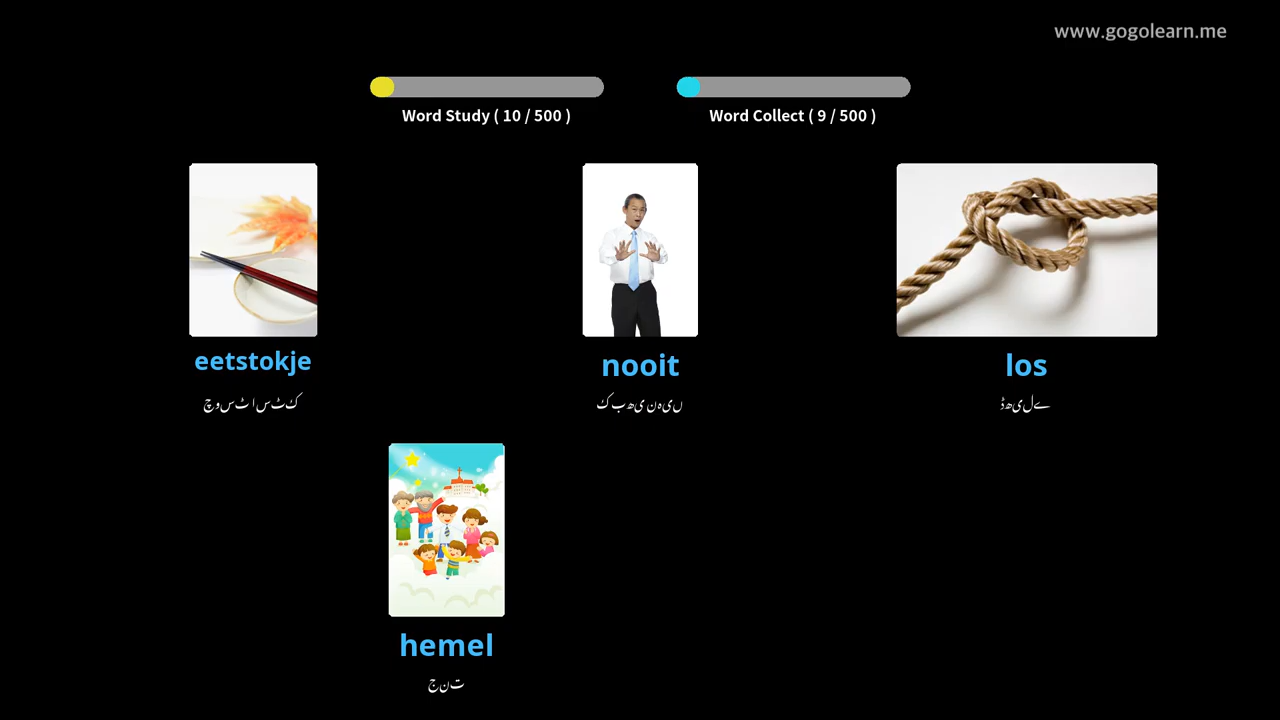 www.gogolearn.me
Word Study ( 10 / 500 )
Word Collect ( 9 / 500 )
eetstokje
چوسٹاسٹک
nooit
کبھی نہیں
los
ڈھیلے
hemel
جنت